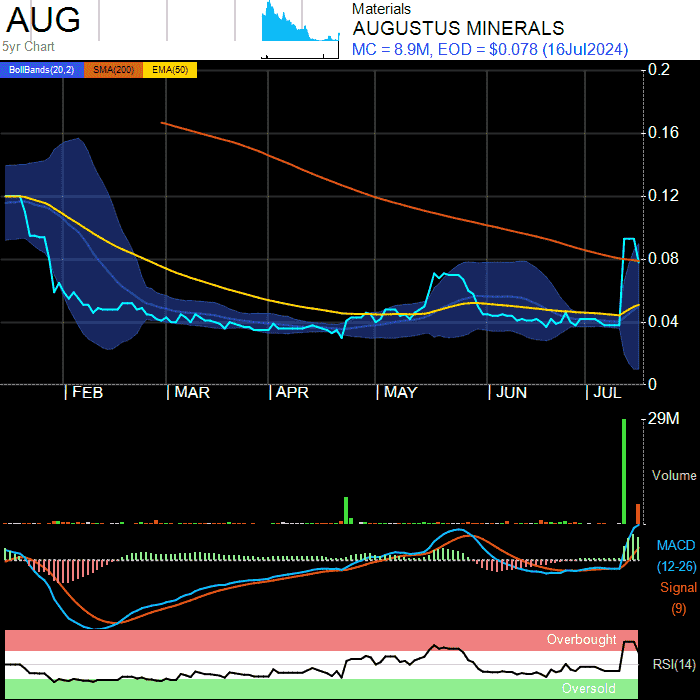 AUG
5yr Chart
Materials
AUGUSTUS MINERALS
MC = 8.9M, EOD = $0.078 (16Jul2024)
BollBands(20,2) SMA(200) EMA(50)
0.2
0.16
0.12
0.08
0.04
0
FEB MAR APR MAY JUN JUL
29M
Volume
MACD
(12-26)
Signal
(9)
Overbought
RSI(14)
Oversold